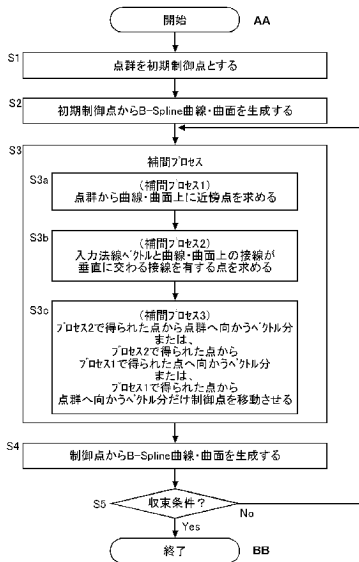 開始
AA
S1
点群を初期制御点とする
S2
初期制御点からB-Spline曲線・曲面を生成する
S3
補間プロセス
S3a
(補間プロセス1)
点群から曲線・曲面上に近傍点を求める
S3b
(補間プロセス2)
入力法線ベクトルと曲線・曲面上の接線が
垂直に交わる接線を有する点を求める
S3c
(補間プロセス3)
プロセス2で得られた点から点群へ向かうベクトル分
または、
プロセス2で得られた点から
プロセス1で得られた点へ向かうベクトル分
または、
プロセス1で得られた点から
点群へ向かうベクトル分だけ制御点を移動させる
S4
制御点からB-Spline曲線・曲面を生成する
S5
収束条件?
No
Yes
終了
BB